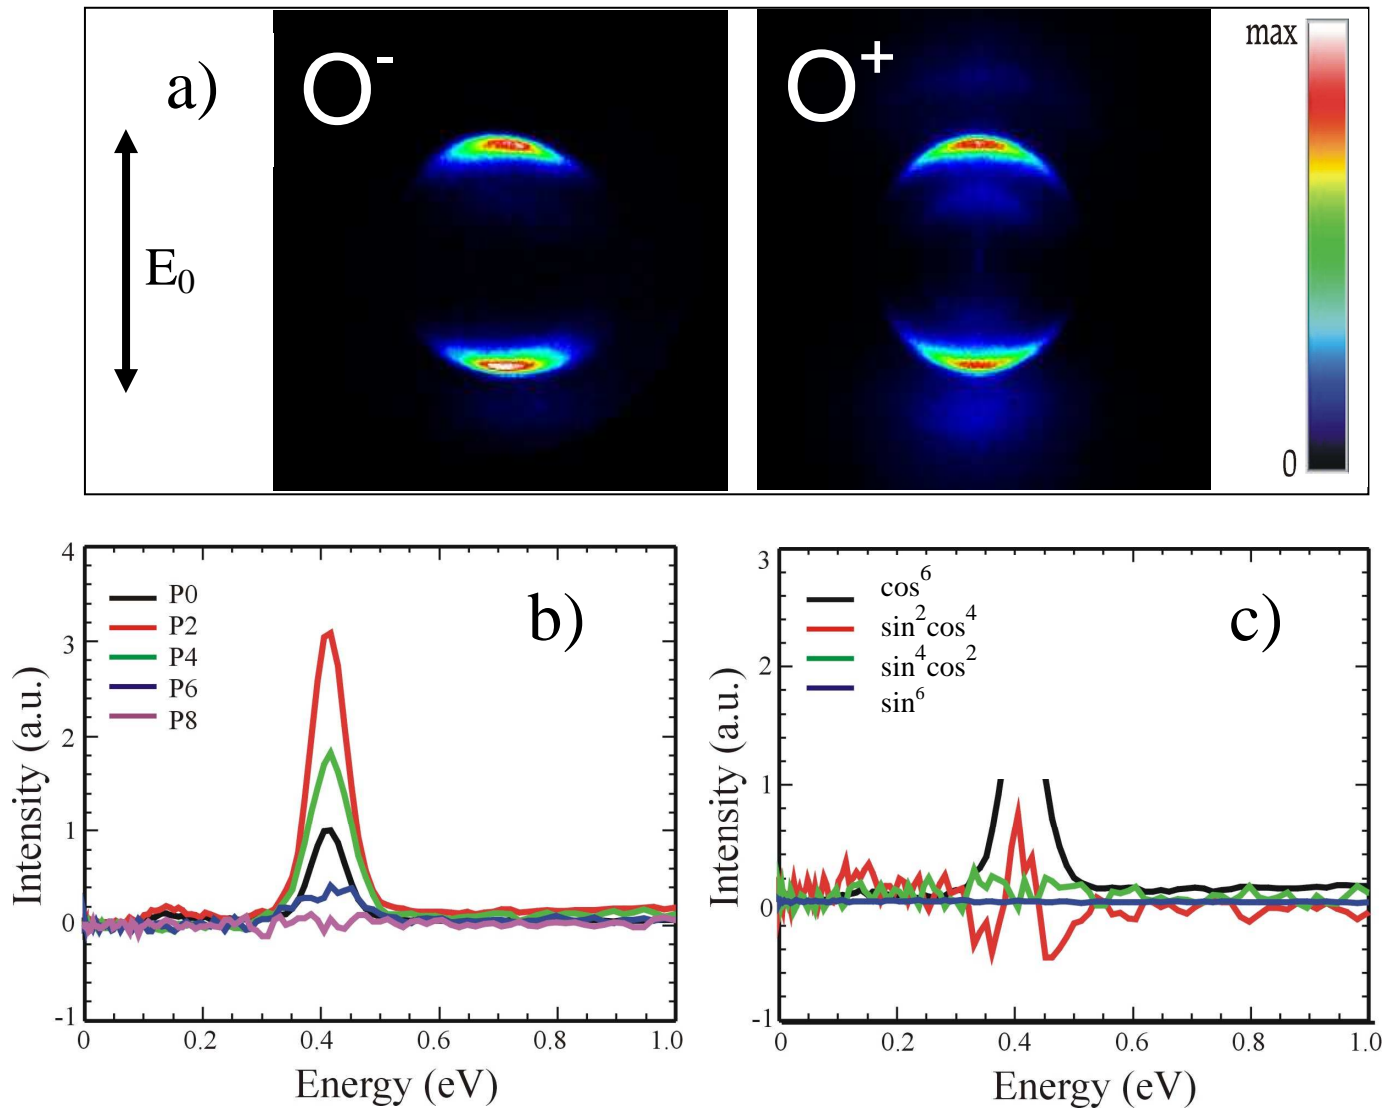 a)
O⁻
O⁺
max
E₀
0
b)
4
3
2
1
0
-1
P0
P2
P4
P6
P8
Intensity (a.u.)
0 0.2 0.4 0.6 0.8 1.0
Energy (eV)
c)
3
2
1
0
-1
cos⁶
sin²cos⁴
sin⁴cos²
sin⁶
Intensity (a.u.)
0 0.2 0.4 0.6 0.8 1.0
Energy (eV)